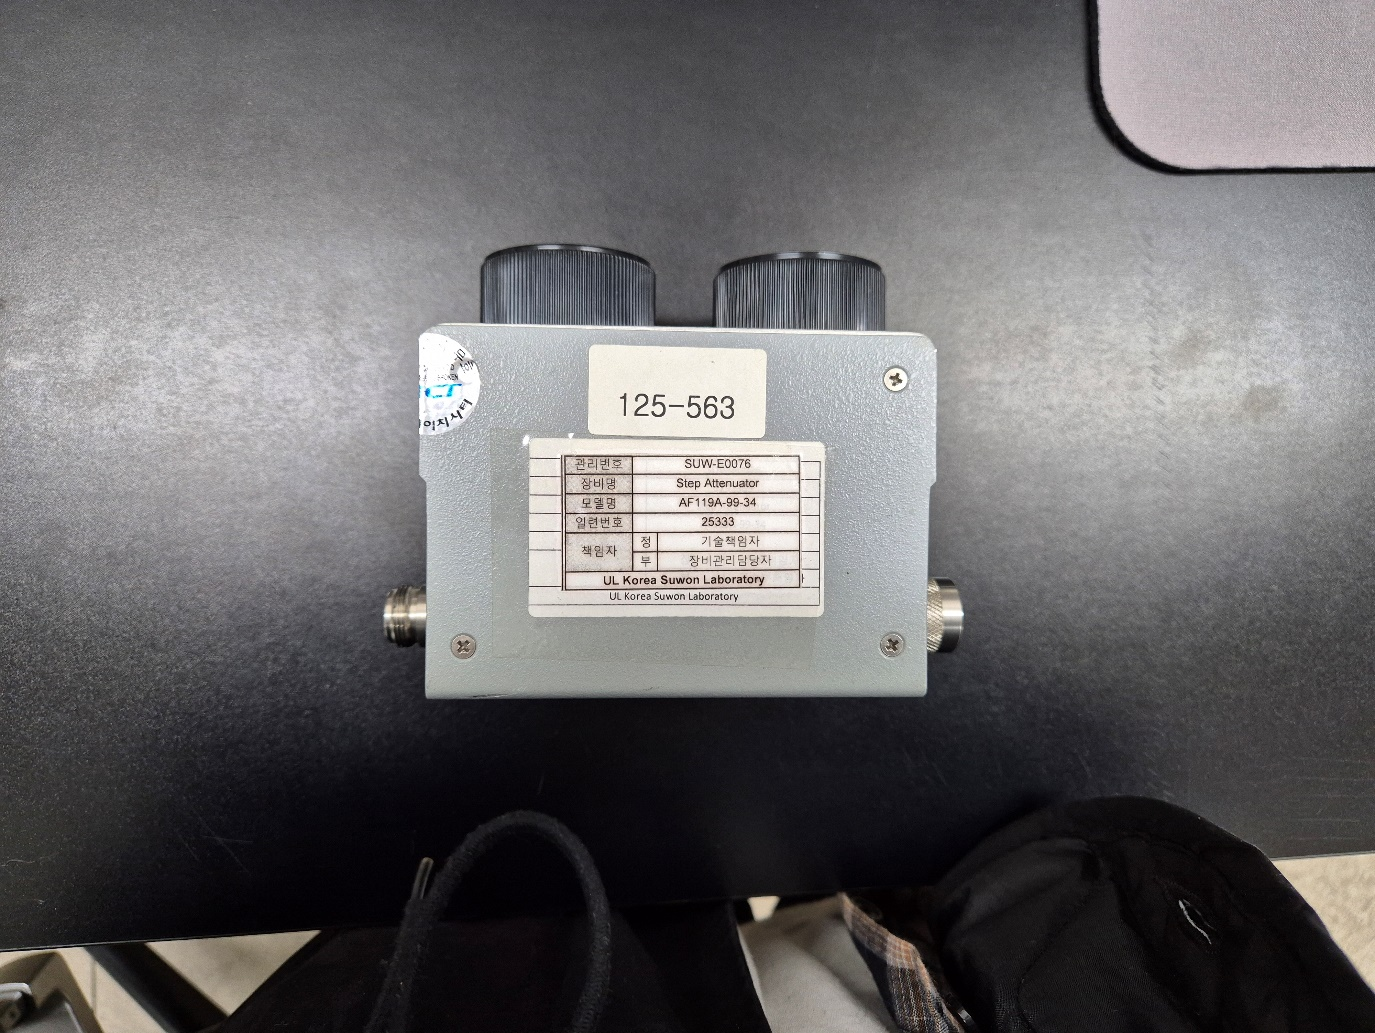 125-563
관리번호 SUW-E0076
장비명 Step Attenuator
모델명 AF119A-99-34
일련번호 25333
책임자 정 기술책임자
부 장비관리담당자
UL Korea Suwon Laboratory
UL Korea Suwon Laboratory